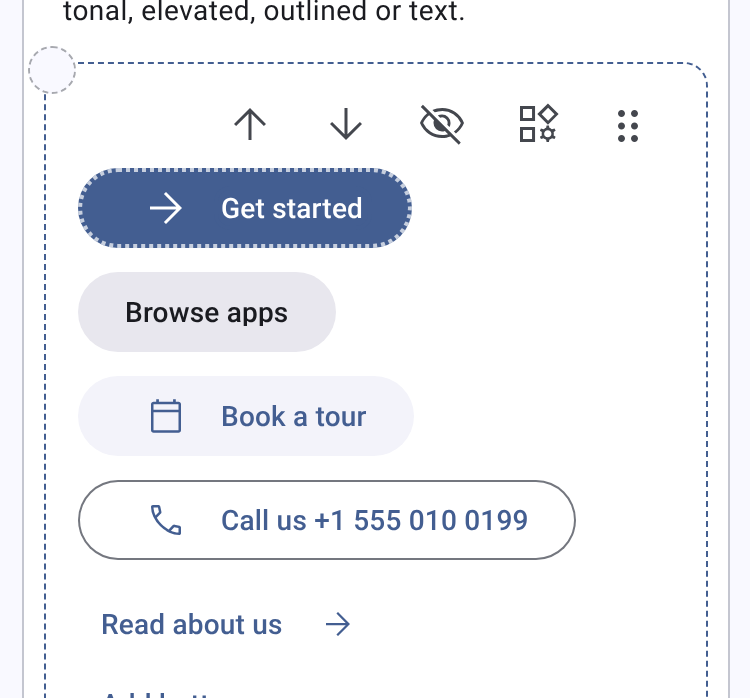 tonal, elevated, outlined or text.
Get started
Browse apps
Book a tour
Call us +1 555 010 0199
Read about us